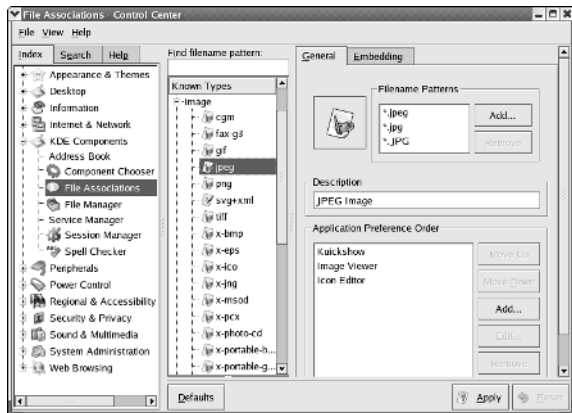 File Associations - Control Center
File View Help
Index Search Help
Appearance & Themes
Desktop
Information
Internet & Network
KDE Components
Address Book
Component Chooser
File Associations
File Manager
Service Manager
Session Manager
Spell Checker
Peripherals
Power Control
Regional & Accessibility
Security & Privacy
Sound & Multimedia
System Administration
Web Browsing
Find filename pattern:
Known Types
image
cgm
fax-g3
gif
jpeg
png
svg+xml
tiff
x-bmp
x-eps
x-ico
x-jng
x-msod
x-pcx
x-photo-cd
x-portable-b...
x-portable-g...
General Embedding
Filename Patterns
*.jpeg
*.jpg
*.JPG
Add...
Remove
Description
JPEG Image
Application Preference Order
Kuickshow
Image Viewer
Icon Editor
Move Up
Move Down
Add...
Edit...
Remove
Defaults
Apply
Reset